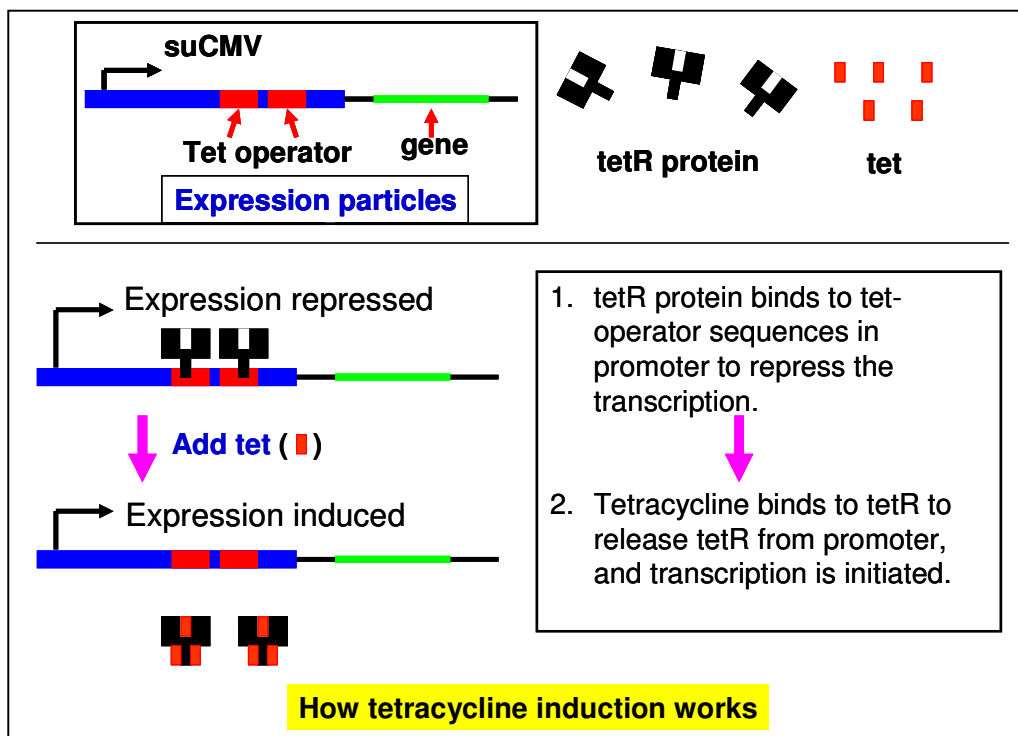 suCMV
Tet operator
gene
Expression particles
tetR protein
tet
Expression repressed
Add tet ( )
Expression induced
1. tetR protein binds to tet-
operator sequences in
promoter to repress the
transcription.
2. Tetracycline binds to tetR to
release tetR from promoter,
and transcription is initiated.
How tetracycline induction works